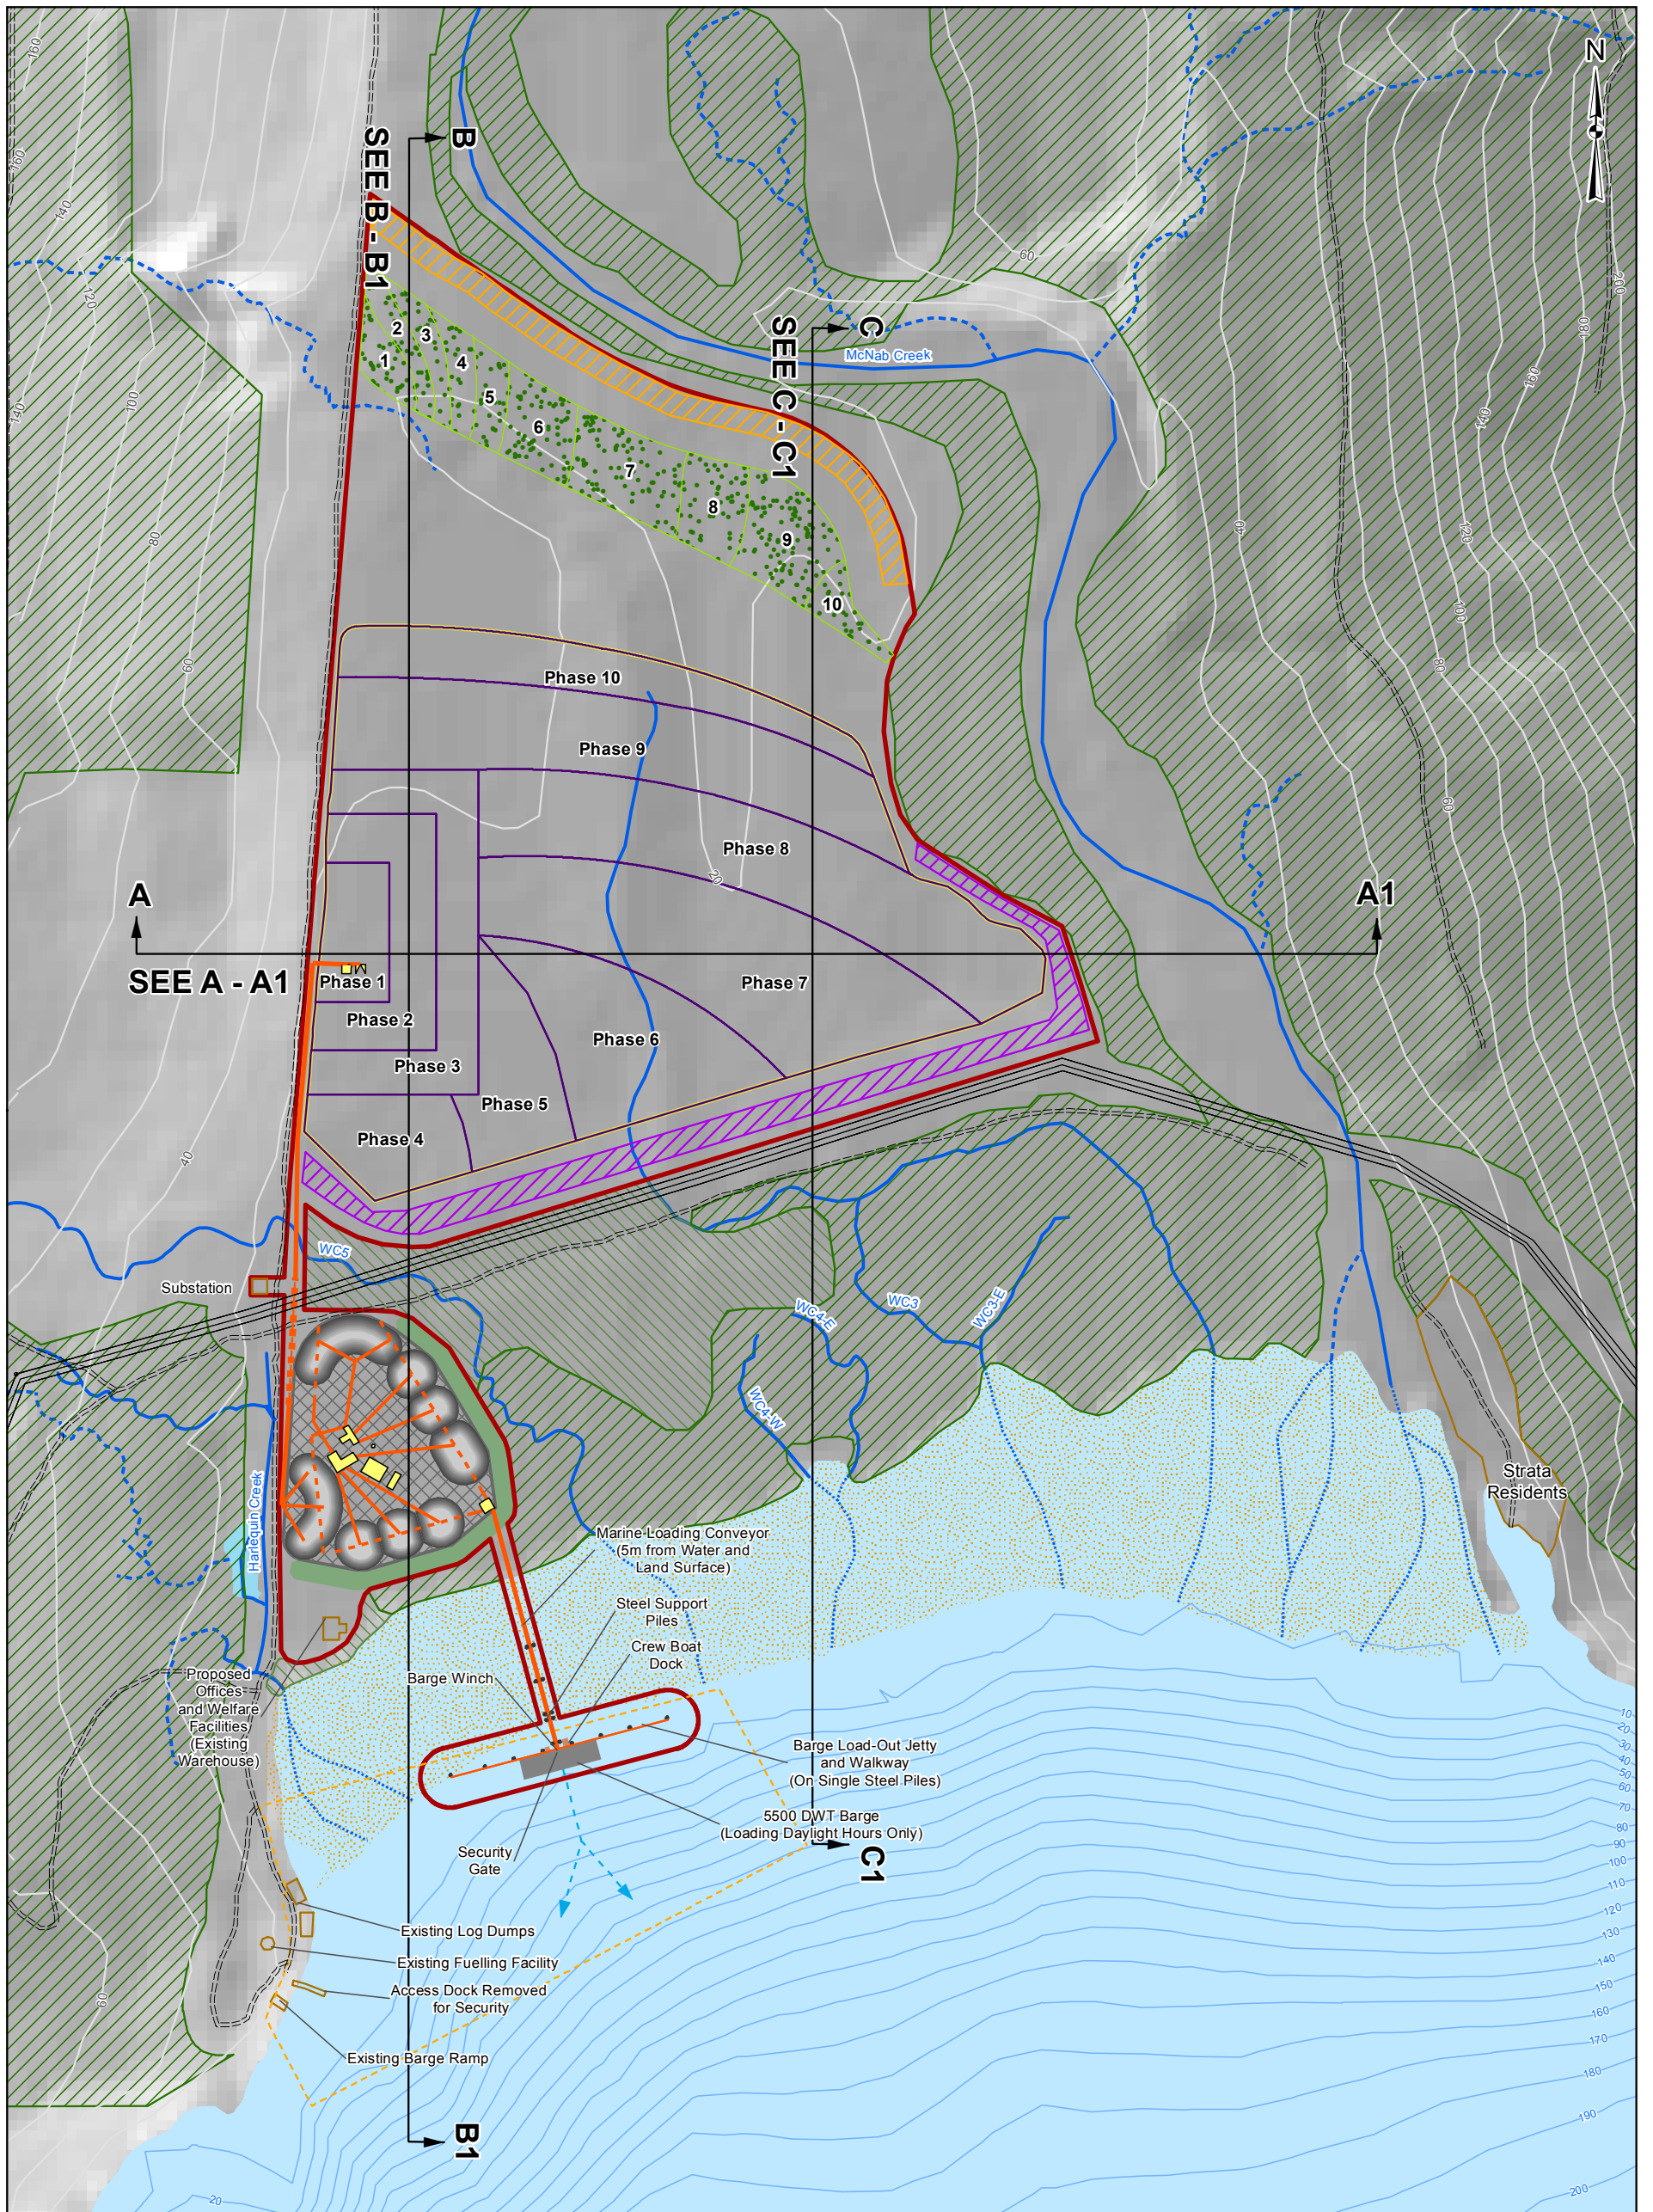 N
160
160
140
140
120
100
80
60
40
60
200
180
160
140
120
100
80
60
40
B
SEE B - B1
C
SEE C - C1
McNab Creek
2
3
1
4
5
6
7
8
9
10
Phase 10
Phase 9
Phase 8
20
A
A1
SEE A - A1
Phase 1
Phase 7
Phase 2
Phase 6
Phase 3
Phase 5
Phase 4
WC5
Substation
WC4-E
WC3
WC3-E
WC4-W
Harlequin Creek
Strata
Residents
Marine Loading Conveyor
(5m from Water and
Land Surface)
Steel Support
Piles
Crew Boat
Dock
Barge Winch
Proposed
Offices
and Welfare
Facilities
(Existing
Warehouse)
Barge Load-Out Jetty
and Walkway
(On Single Steel Piles)
5500 DWT Barge
(Loading Daylight Hours Only)
Security
Gate
C1
Existing Log Dumps
Existing Fuelling Facility
Access Dock Removed
for Security
Existing Barge Ramp
B1
60
20
10
20
30
40
50
60
70
80
90
100
110
120
130
140
150
160
170
180
190
200